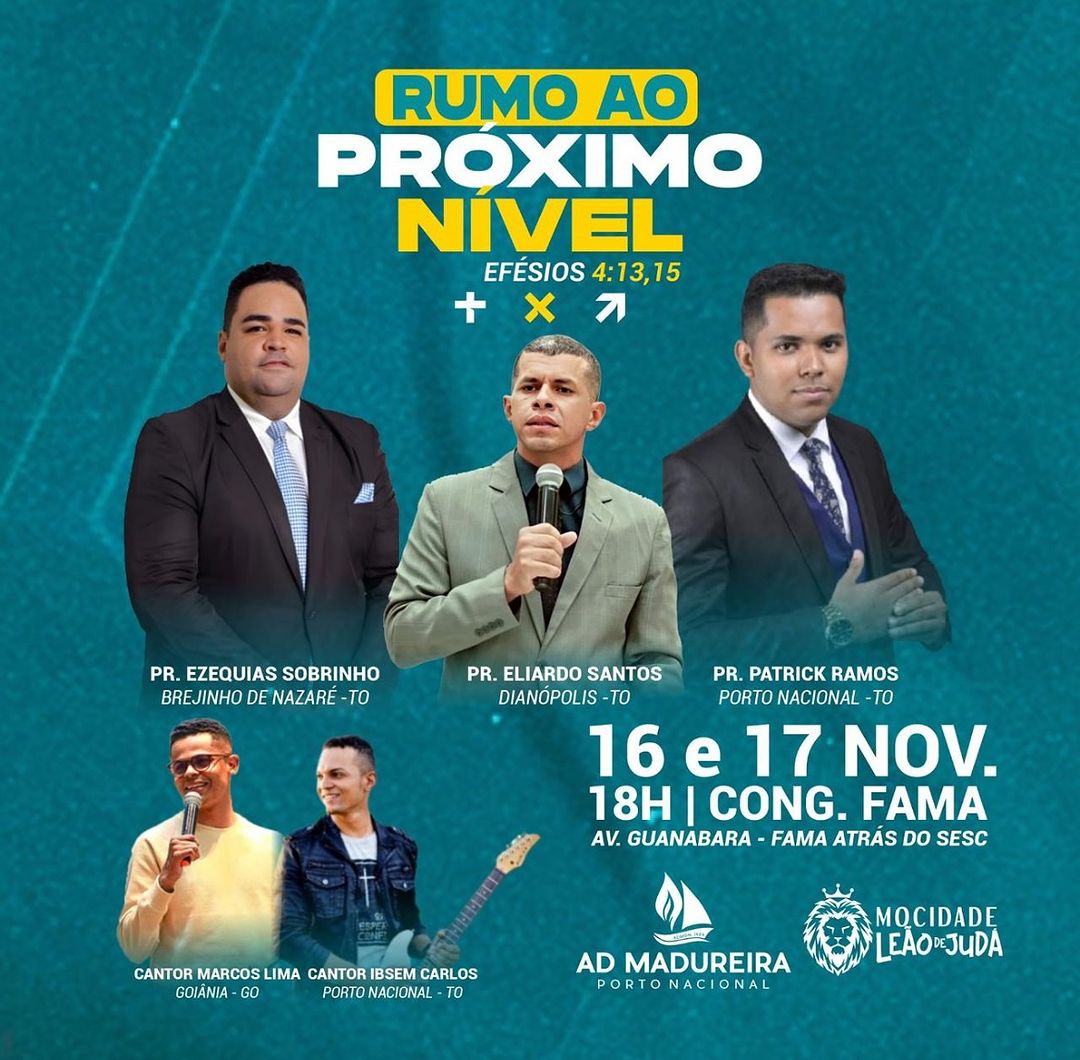 RUMO AO
PRÓXIMO
NÍVEL
EFÉSIOS 4:13,15
PR. EZEQUIAS SOBRINHO
BREJINHO DE NAZARÉ -TO
PR. ELIARDO SANTOS
DIANÓPOLIS -TO
PR. PATRICK RAMOS
PORTO NACIONAL -TO
16 e 17 NOV.
18H | CONG. FAMA
AV. GUANABARA - FAMA ATRÁS DO SESC
CANTOR MARCOS LIMA
GOIÂNIA - GO
CANTOR IBSEM CARLOS
PORTO NACIONAL - TO
AD MADUREIRA
PORTO NACIONAL
MOCIDADE
LEÃO DE JUDÁ